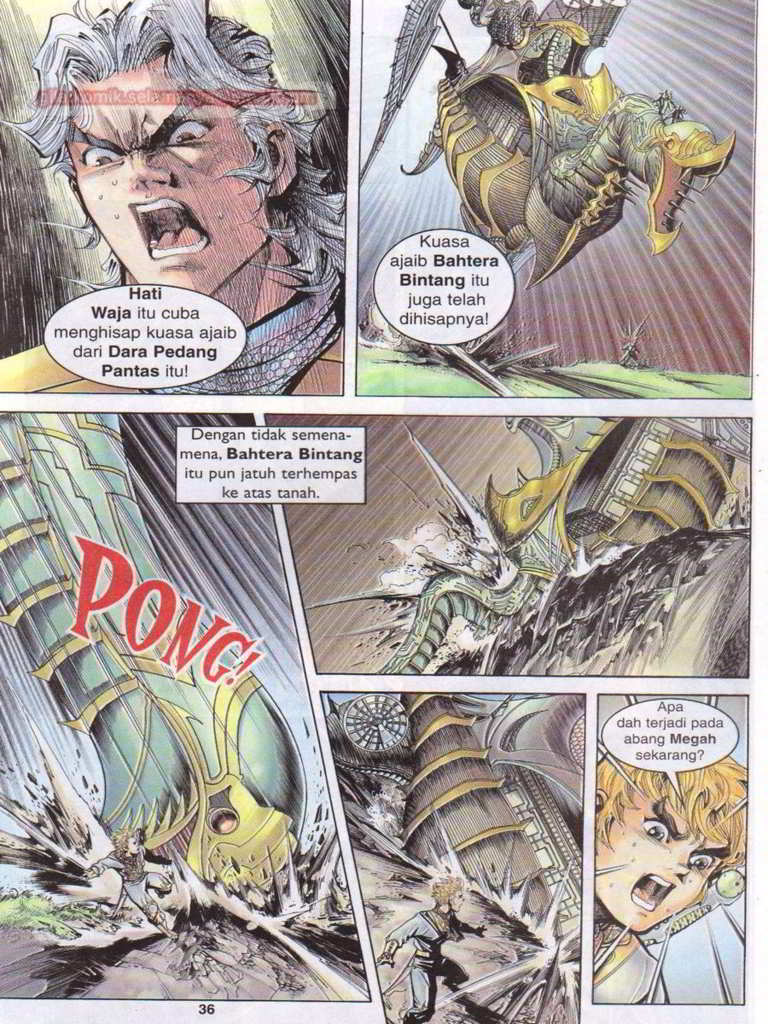 Hati
Waja itu cuba
menghisap kuasa ajaib
dari Dara Pedang
Pantas itu!
Kuasa
ajaib Bahtera
Bintang itu
juga telah
dihisapnya!
Dengan tidak semena-
mena, Bahtera Bintang
itu pun jatuh terhempas
ke atas tanah.
PONG!
Apa
dah terjadi pada
abang Megah
sekarang?
36